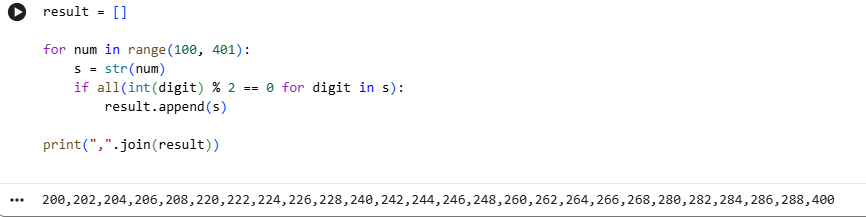 result = []

for num in range(100, 401):
    s = str(num)
    if all(int(digit) % 2 == 0 for digit in s):
        result.append(s)

print(",".join(result))

200,202,204,206,208,220,222,224,226,228,240,242,244,246,248,260,262,264,266,268,280,282,284,286,288,400